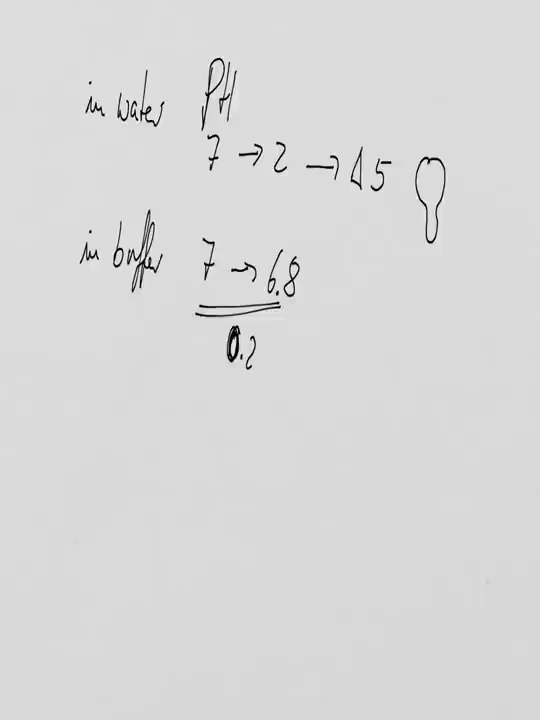 in water PH
7 → 2 → Δ 5
in buffer 7 → 6.8
0.2